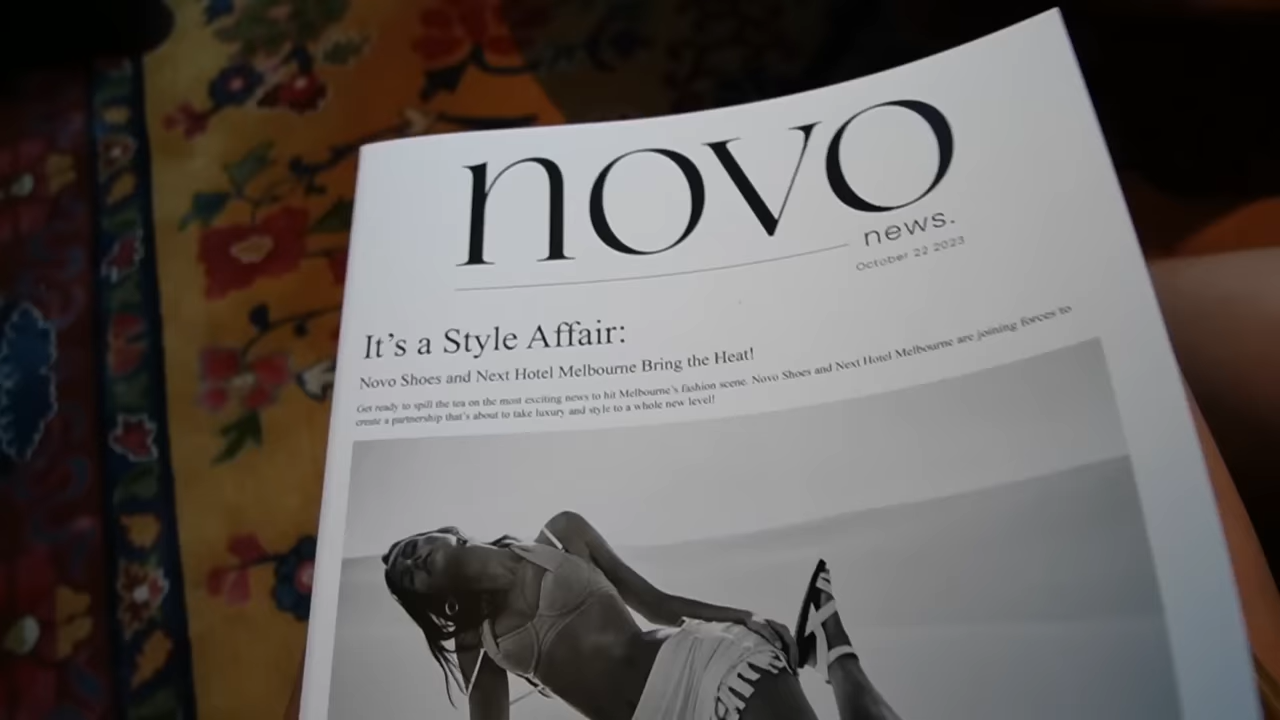 novo
news.
October 22 2023
It's a Style Affair:
Novo Shoes and Next Hotel Melbourne Bring the Heat!
Get ready to spill the tea on the most exciting news to hit Melbourne's fashion scene. Novo Shoes and Next Hotel Melbourne are joining forces to
create a partnership that's about to take luxury and style to a whole new level!